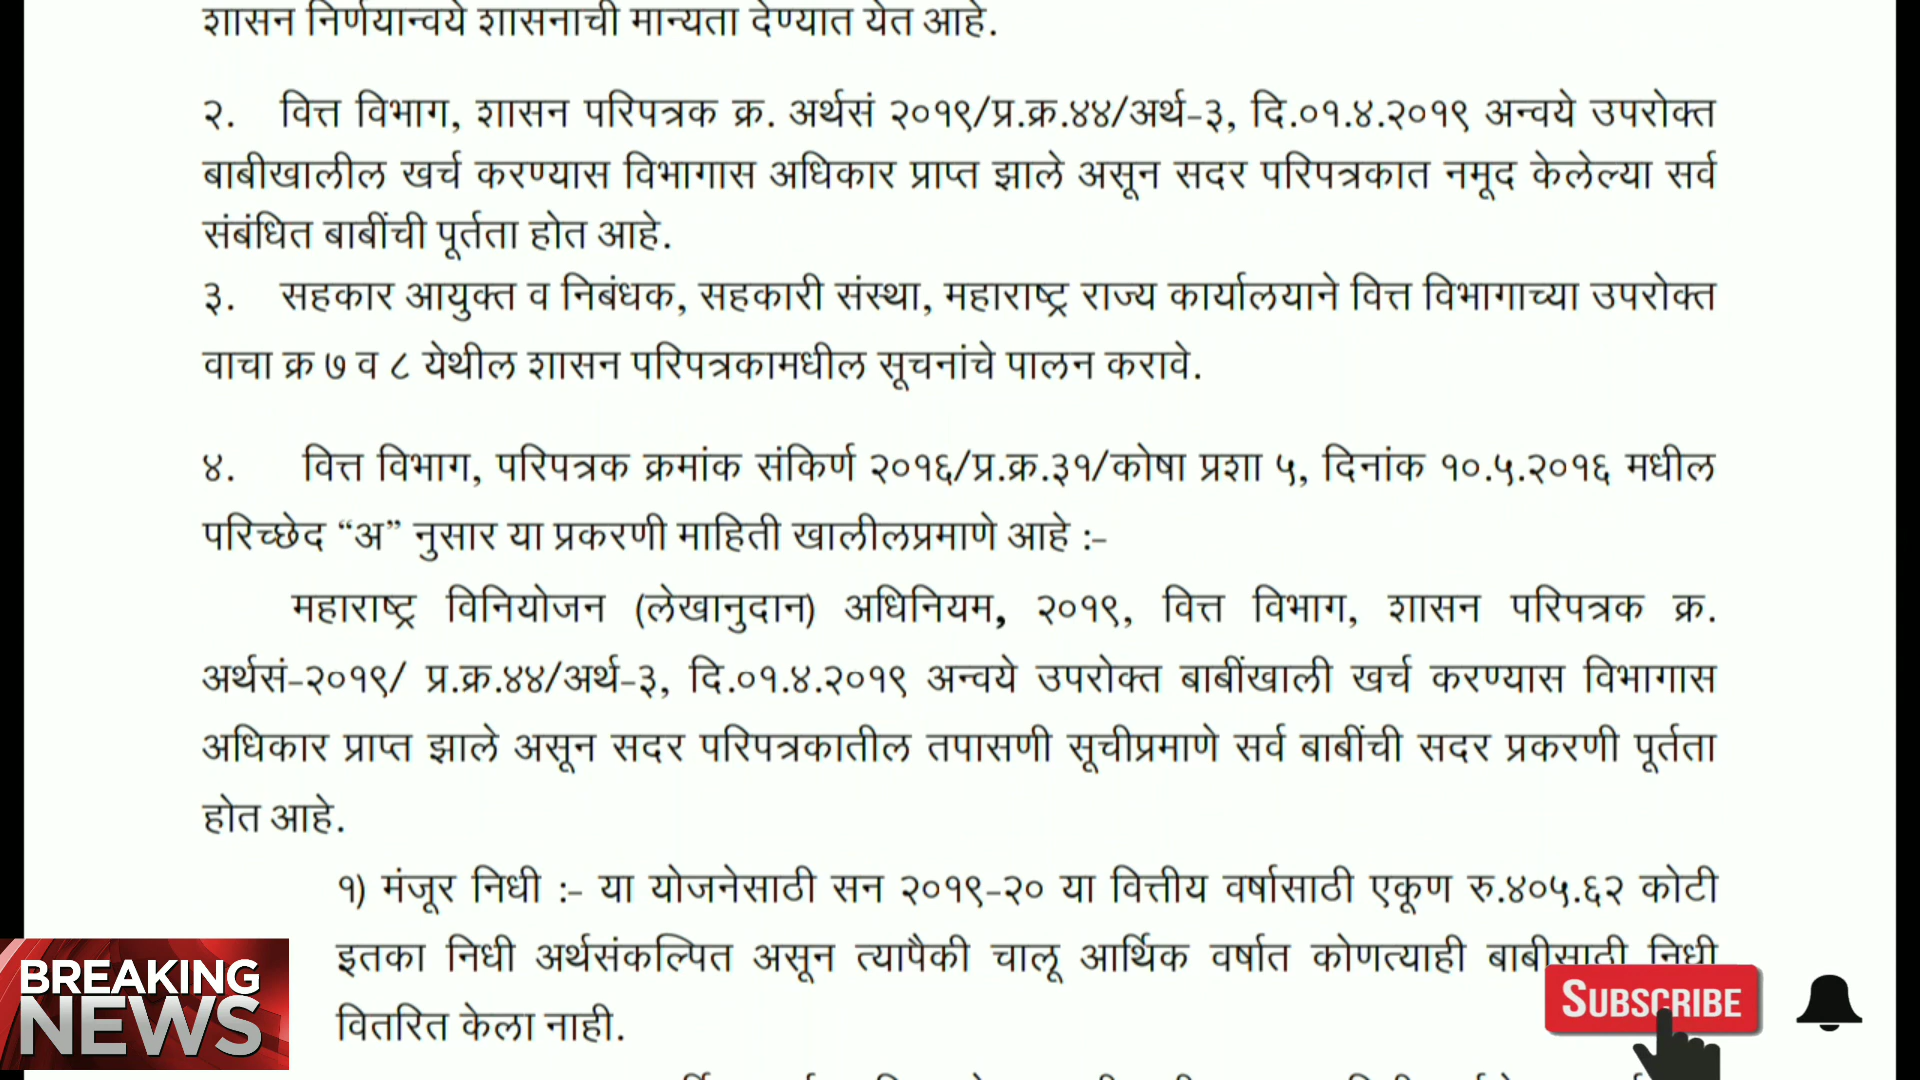 शासन निर्णयान्वये शासनाची मान्यता देण्यात येत आहे.
२. वित्त विभाग, शासन परिपत्रक क्र. अर्थसं २०१९/प्र.क्र.४४/अर्थ-३, दि.०१.४.२०१९ अन्वये उपरोक्त
बाबीखालील खर्च करण्यास विभागास अधिकार प्राप्त झाले असून सदर परिपत्रकात नमूद केलेल्या सर्व
संबंधित बाबींची पूर्तता होत आहे.
३. सहकार आयुक्त व निबंधक, सहकारी संस्था, महाराष्ट्र राज्य कार्यालयाने वित्त विभागाच्या उपरोक्त
वाचा क्र ७ व ८ येथील शासन परिपत्रकामधील सूचनांचे पालन करावे.
४. वित्त विभाग, परिपत्रक क्रमांक संकिर्ण २०१६/प्र.क्र.३१/कोषा प्रशा ५, दिनांक १०.५.२०१६ मधील
परिच्छेद “अ” नुसार या प्रकरणी माहिती खालीलप्रमाणे आहे :-
महाराष्ट्र विनियोजन (लेखानुदान) अधिनियम, २०१९, वित्त विभाग, शासन परिपत्रक क्र.
अर्थसं-२०१९/ प्र.क्र.४४/अर्थ-३, दि.०१.४.२०१९ अन्वये उपरोक्त बाबींखाली खर्च करण्यास विभागास
अधिकार प्राप्त झाले असून सदर परिपत्रकातील तपासणी सूचीप्रमाणे सर्व बाबींची सदर प्रकरणी पूर्तता
होत आहे.
१) मंजूर निधी :- या योजनेसाठी सन २०१९-२० या वित्तीय वर्षासाठी एकूण रु.४०५.६२ कोटी
इतका निधी अर्थसंकल्पित असून त्यापैकी चालू आर्थिक वर्षात कोणत्याही बाबीसाठी निधी
वितरित केला नाही.
BREAKING
NEWS
SUBSCRIBE